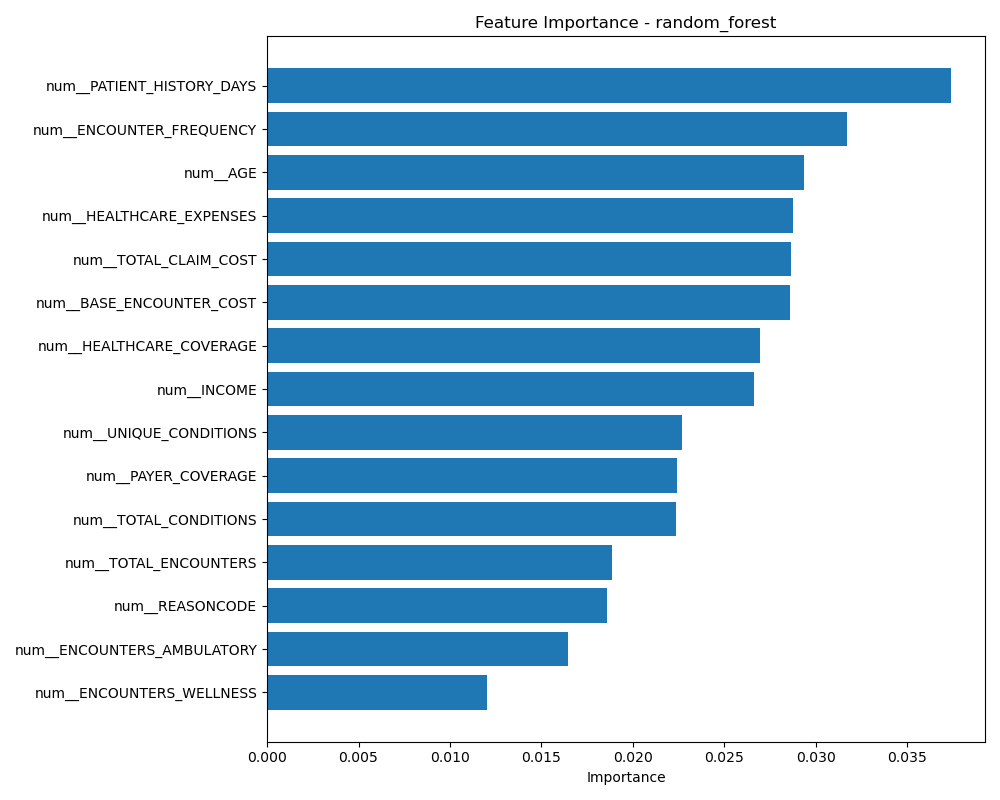 Feature Importance - random_forest
num__PATIENT_HISTORY_DAYS
num__ENCOUNTER_FREQUENCY
num__AGE
num__HEALTHCARE_EXPENSES
num__TOTAL_CLAIM_COST
num__BASE_ENCOUNTER_COST
num__HEALTHCARE_COVERAGE
num__INCOME
num__UNIQUE_CONDITIONS
num__PAYER_COVERAGE
num__TOTAL_CONDITIONS
num__TOTAL_ENCOUNTERS
num__REASONCODE
num__ENCOUNTERS_AMBULATORY
num__ENCOUNTERS_WELLNESS
0.000 0.005 0.010 0.015 0.020 0.025 0.030 0.035
Importance